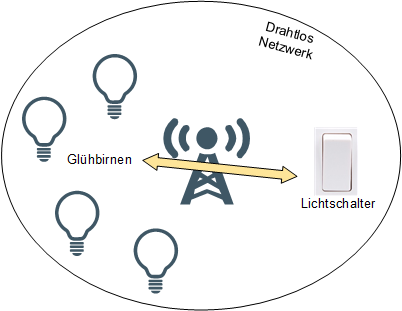 Drahtlos
Netzwerk
Glühbirnen
Lichtschalter